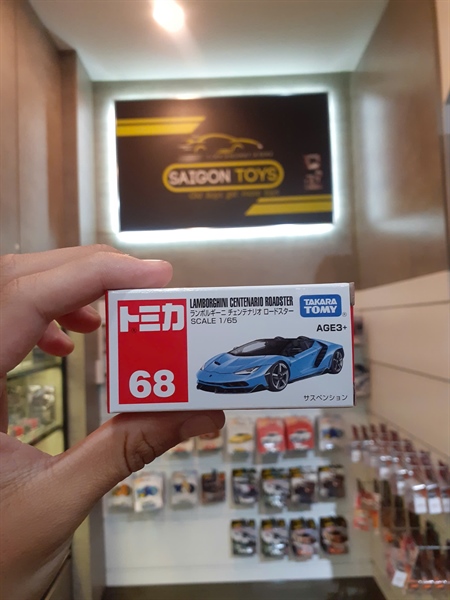 SAIGON TOYS
トミカ
68
LAMBORGHINI CENTENARIO ROADSTER
ランボルギーニ チェンテナリオ ロードスター
SCALE 1/65
TAKARA
TOMY
AGE3+
サスペンション